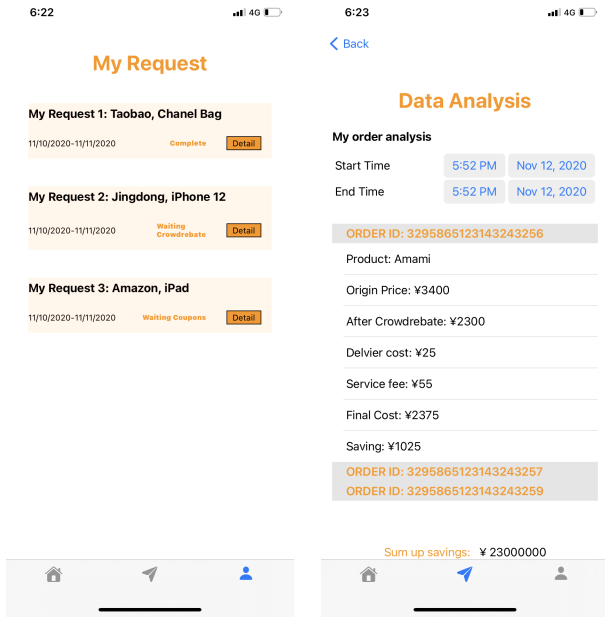 6:22
4G
My Request
My Request 1: Taobao, Chanel Bag
11/10/2020-11/11/2020
Complete
Detail
My Request 2: Jingdong, iPhone 12
11/10/2020-11/11/2020
Waiting
Crowdrebate
Detail
My Request 3: Amazon, iPad
11/10/2020-11/11/2020
Waiting Coupons
Detail
6:23
4G
Back
Data Analysis
My order analysis
Start Time
5:52 PM
Nov 12, 2020
End Time
5:52 PM
Nov 12, 2020
ORDER ID: 3295865123143243256
Product: Amami
Origin Price: ¥3400
After Crowdrebate: ¥2300
Delvier cost: ¥25
Service fee: ¥55
Final Cost: ¥2375
Saving: ¥1025
ORDER ID: 3295865123143243257
ORDER ID: 3295865123143243259
Sum up savings: ¥ 23000000